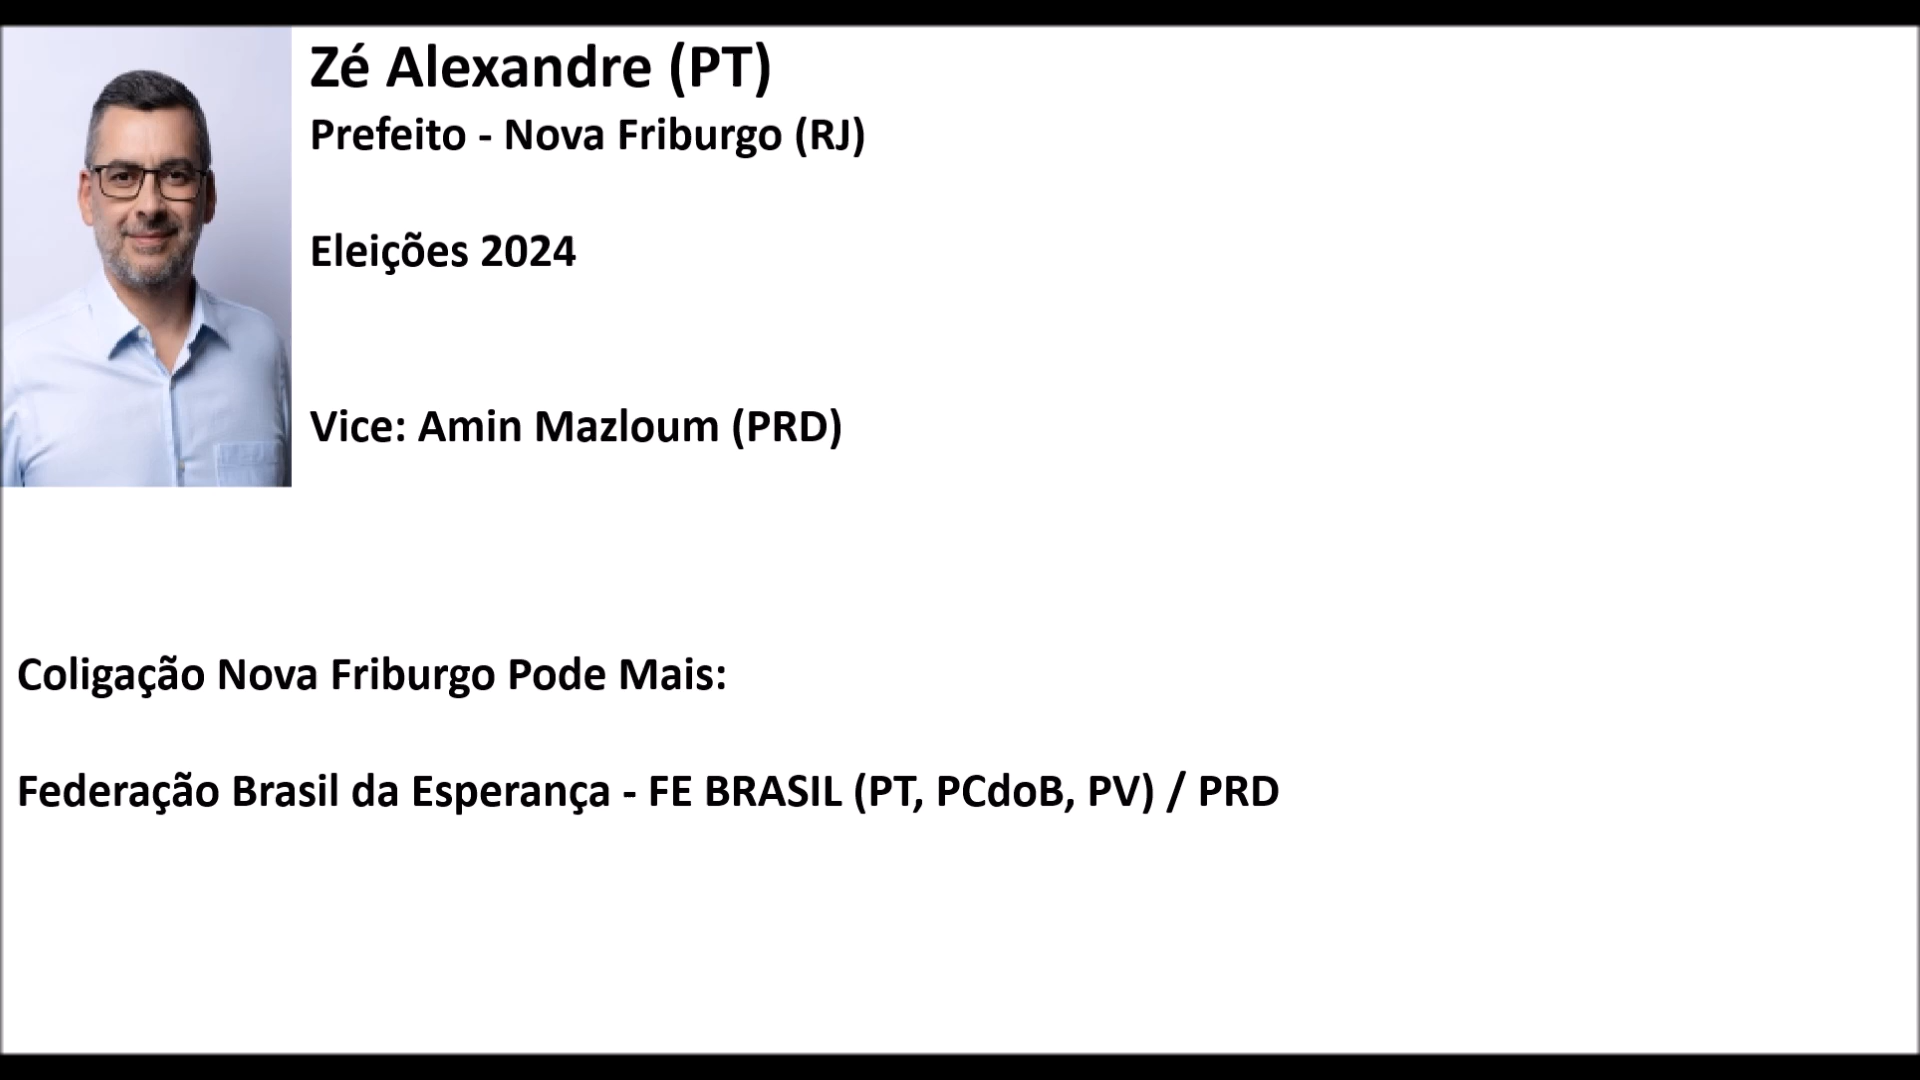 Zé Alexandre (PT)
Prefeito - Nova Friburgo (RJ)
Eleições 2024
Vice: Amin Mazloum (PRD)
Coligação Nova Friburgo Pode Mais:
Federação Brasil da Esperança - FE BRASIL (PT, PCdoB, PV) / PRD